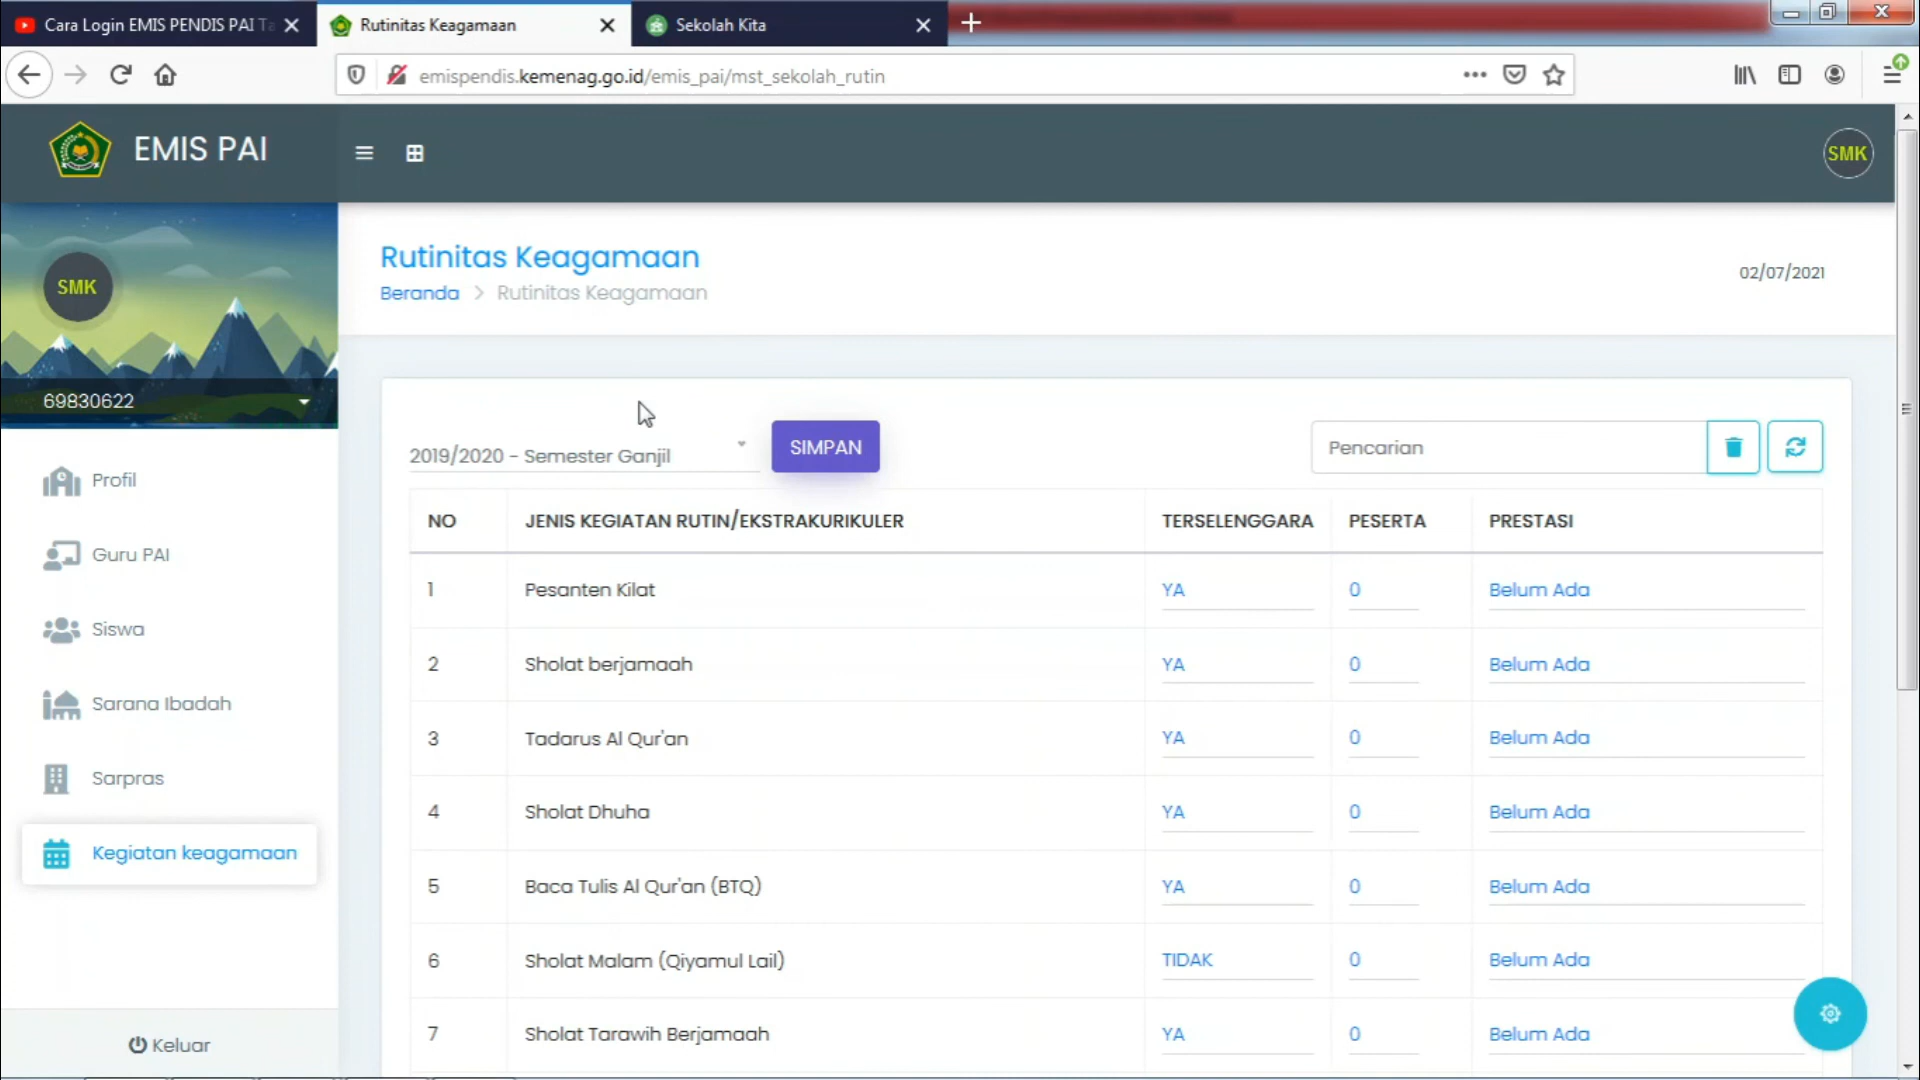 Cara Login EMIS PENDIS PAI Ta
Rutinitas Keagamaan
Sekolah Kita
emispendis.kemenag.go.id/emis_pai/mst_sekolah_rutin
EMIS PAI
SMK
SMK
69830622
Profil
Guru PAI
Siswa
Sarana Ibadah
Sarpras
Kegiatan keagamaan
Keluar
Rutinitas Keagamaan
Beranda > Rutinitas Keagamaan
02/07/2021
2019/2020 - Semester Ganjil
SIMPAN
Pencarian
NO JENIS KEGIATAN RUTIN/EKSTRAKURIKULER TERSELENGGARA PESERTA PRESTASI
1 Pesanten Kilat YA 0 Belum Ada
2 Sholat berjamaah YA 0 Belum Ada
3 Tadarus Al Qur'an YA 0 Belum Ada
4 Sholat Dhuha YA 0 Belum Ada
5 Baca Tulis Al Qur'an (BTQ) YA 0 Belum Ada
6 Sholat Malam (Qiyamul Lail) TIDAK 0 Belum Ada
7 Sholat Tarawih Berjamaah YA 0 Belum Ada